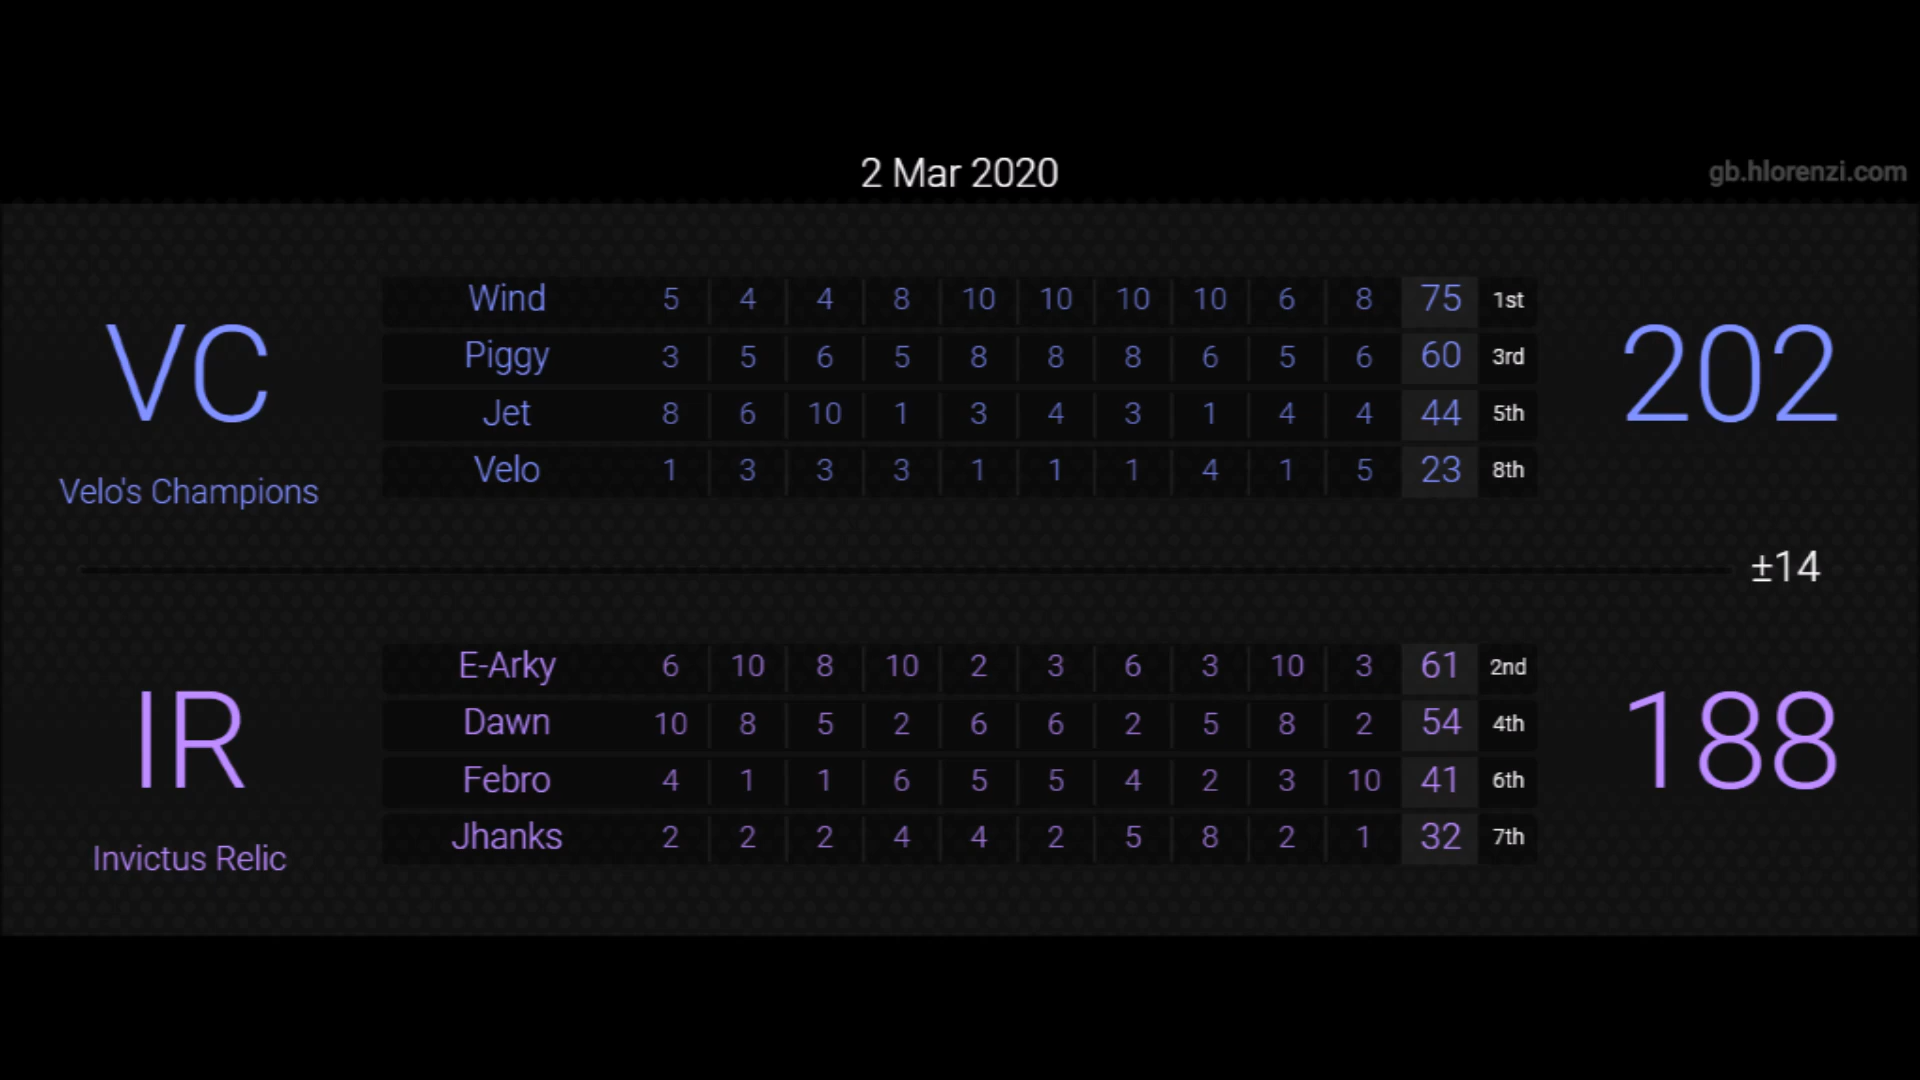 2 Mar 2020
gb.hlorenzi.com
VC
Velo's Champions
Wind 5 4 4 8 10 10 10 10 6 8 75 1st
Piggy 3 5 6 5 8 8 8 6 5 6 60 3rd
Jet 8 6 10 1 3 4 3 1 4 4 44 5th
Velo 1 3 3 3 1 1 1 4 1 5 23 8th
202
±14
IR
Invictus Relic
E-Arky 6 10 8 10 2 3 6 3 10 3 61 2nd
Dawn 10 8 5 2 6 6 2 5 8 2 54 4th
Febro 4 1 1 6 5 5 4 2 3 10 41 6th
Jhanks 2 2 2 4 4 2 5 8 2 1 32 7th
188